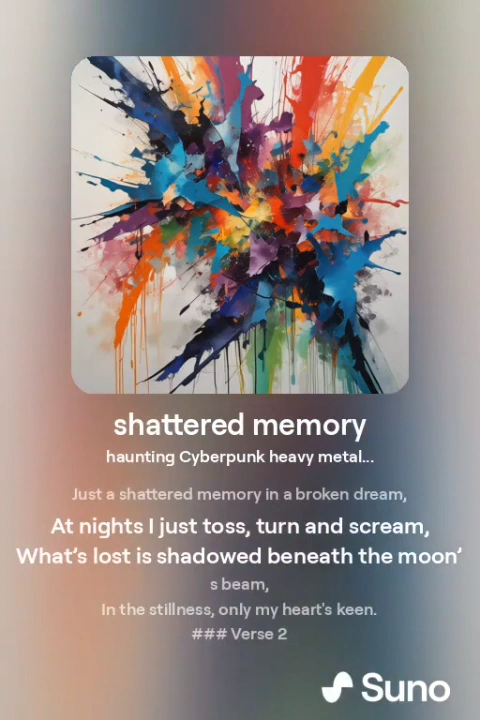 shattered memory
haunting Cyberpunk heavy metal...
Just a shattered memory in a broken dream,
At nights I just toss, turn and scream,
What’s lost is shadowed beneath the moon’
s beam,
In the stillness, only my heart's keen.
### Verse 2
Suno